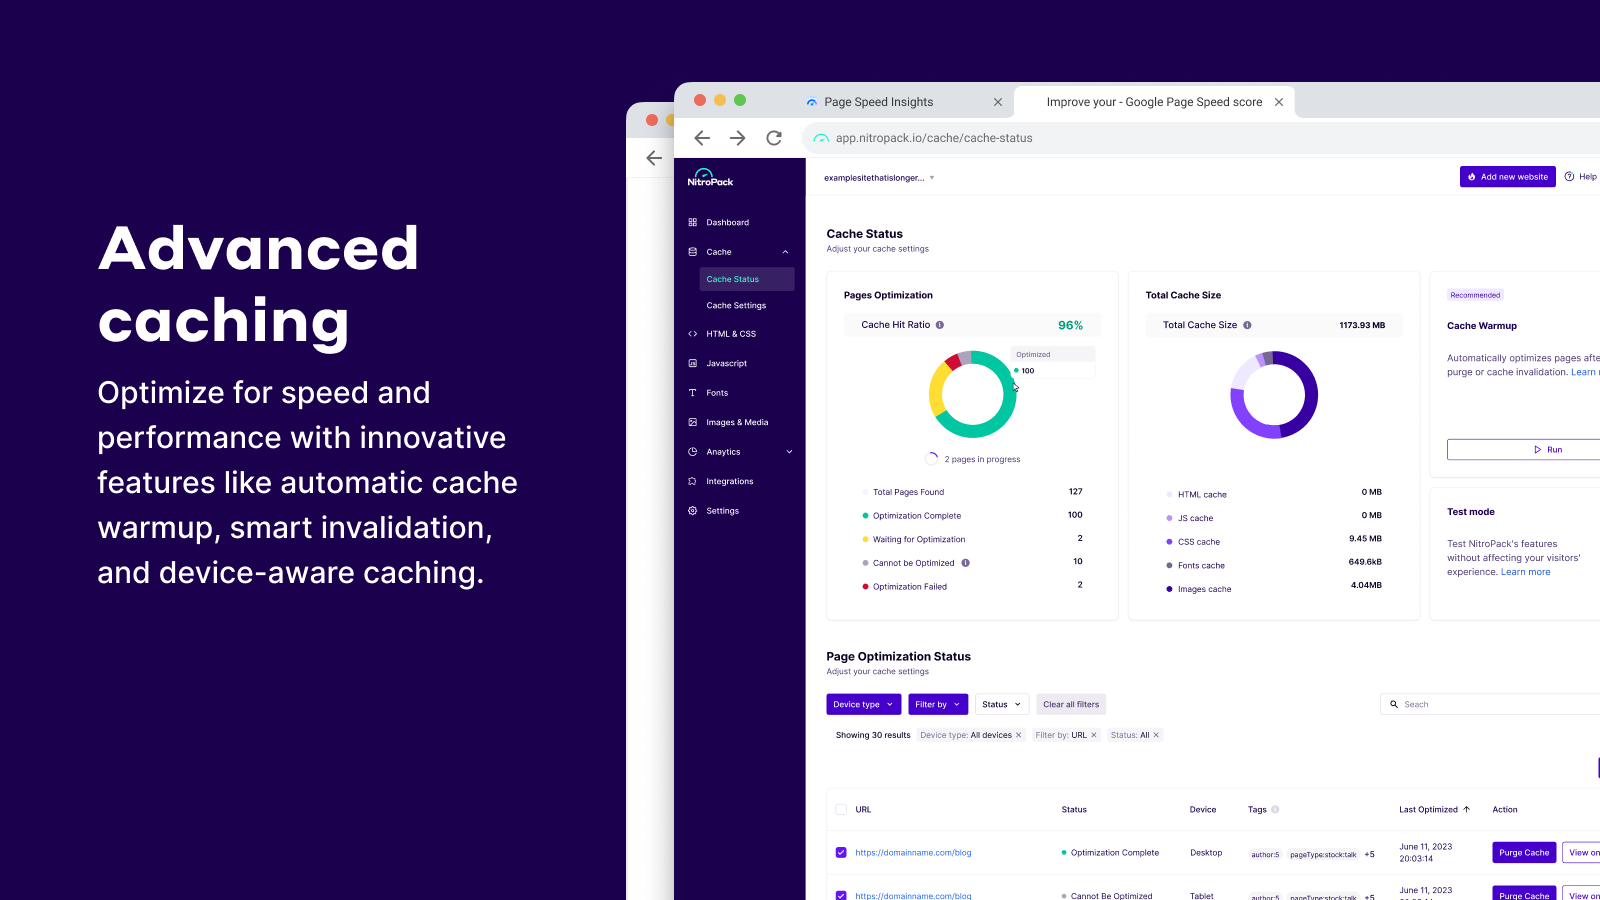 Advanced
caching
Optimize for speed and
performance with innovative
features like automatic cache
warmup, smart invalidation,
and device-aware caching.
Page Speed Insights
Improve your - Google Page Speed score
app.nitropack.io/cache/cache-status
NitroPack
Dashboard
Cache
Cache Status
Cache Settings
HTML & CSS
Javascript
Fonts
Images & Media
Anaytics
Integrations
Settings
examplesitethatislonger...
Add new website
Help
Cache Status
Adjust your cache settings
Pages Optimization
Cache Hit Ratio 96%
Optimized
100
2 pages in progress
Total Pages Found 127
Optimization Complete 100
Waiting for Optimization 2
Cannot be Optimized 10
Optimization Failed 2
Total Cache Size
Total Cache Size 1173.93 MB
HTML cache 0 MB
JS cache 0 MB
CSS cache 9.45 MB
Fonts cache 649.6kB
Images cache 4.04MB
Recommended
Cache Warmup
Automatically optimizes pages afte
purge or cache invalidation. Learn
Run
Test mode
Test NitroPack's features
without affecting your visitors'
experience. Learn more
Page Optimization Status
Adjust your cache settings
Device type Filter by Status Clear all filters
Seach
Showing 30 results Device type: All devices Filter by: URL Status: All
URL Status Device Tags Last Optimized Action
https://domainname.com/blog Optimization Complete Desktop author:5 pageType:stock:talk +5 June 11, 2023
20:03:14
Purge Cache View on
https://domainname.com/blog Cannot Be Optimized Tablet author:5 pageType:stock:talk +5 June 11, 2023
Purge Cache View on